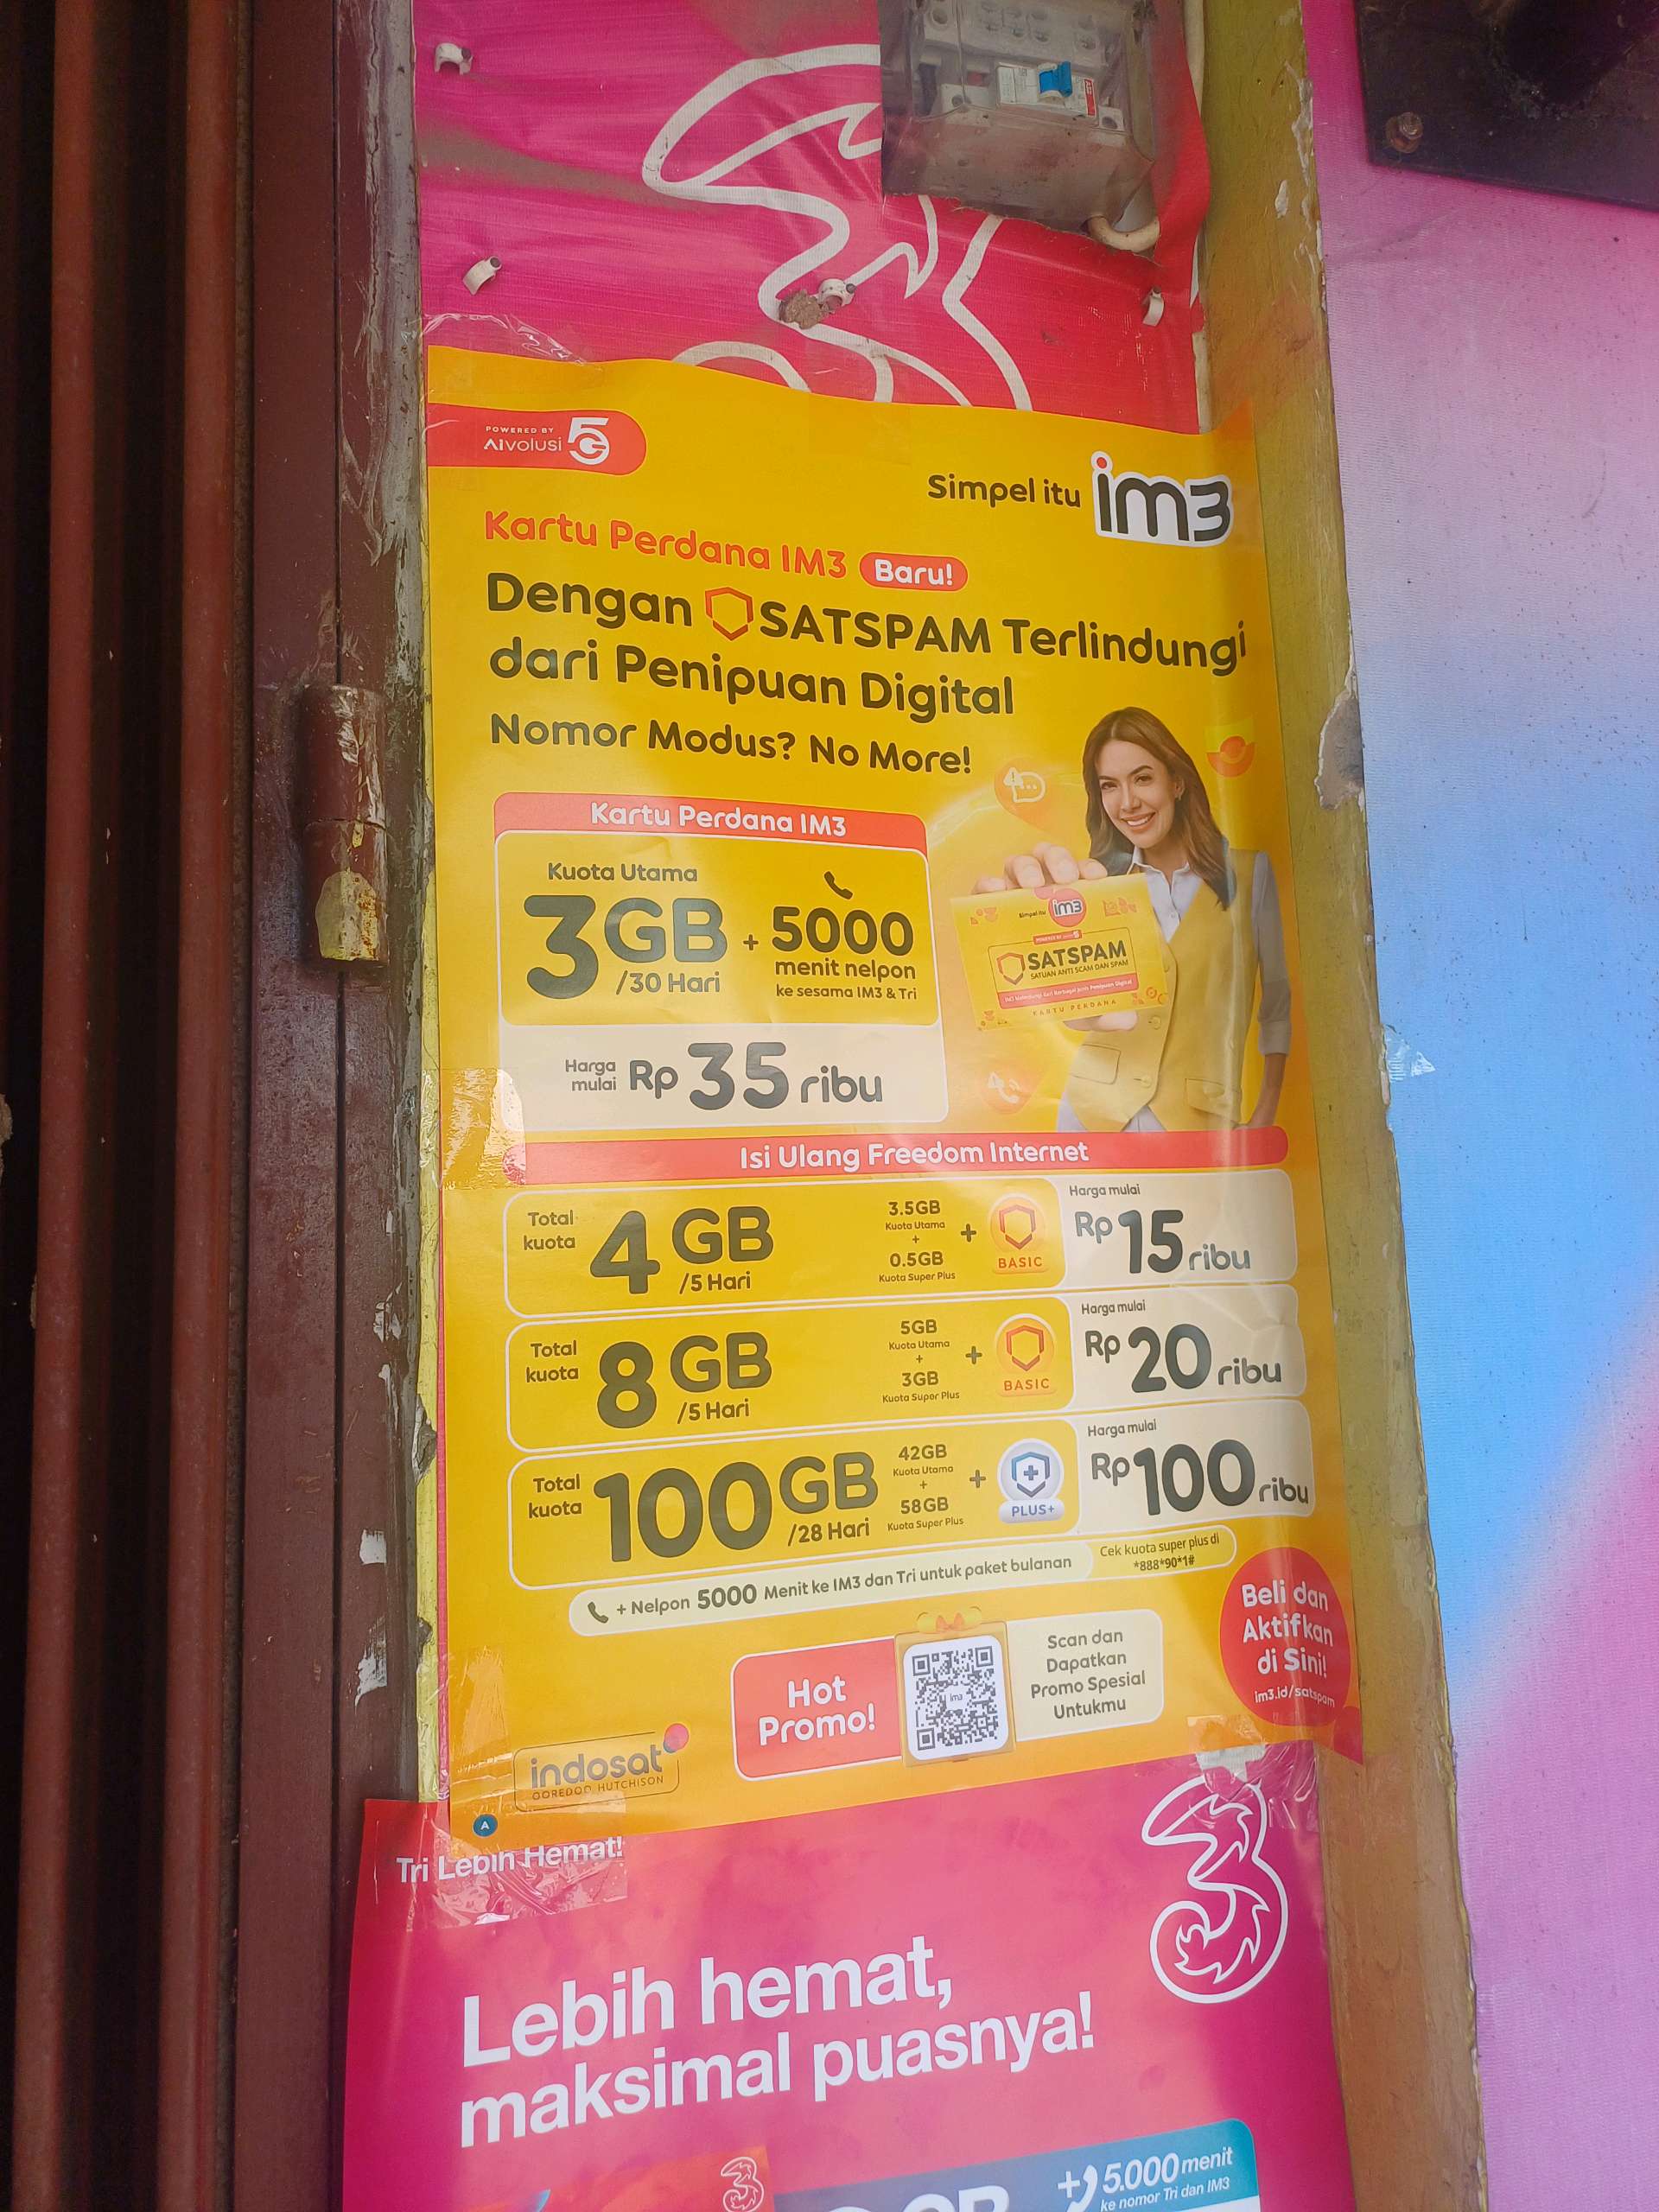 POWERED BY
AIvolusi 5G
Simpel itu im3
Kartu Perdana IM3 Baru!
Dengan SATSPAM Terlindungi
dari Penipuan Digital
Nomor Modus? No More!
Kartu Perdana IM3
Kuota Utama
3GB
/30 Hari
+ 5000
menit nelpon
ke sesama IM3 & Tri
Harga
mulai
Rp 35 ribu
Simpel itu im3
SATSPAM
SATUAN ANTI SCAM DAN SPAM
KARTU PERDANA
Isi Ulang Freedom Internet
Total
kuota
4 GB
/5 Hari
3.5GB
Kuota Utama
+
0.5GB
Kuota Super Plus
+
BASIC
Harga mulai
Rp 15 ribu
Total
kuota
8 GB
/5 Hari
5GB
Kuota Utama
+
3GB
Kuota Super Plus
+
BASIC
Harga mulai
Rp 20 ribu
Total
kuota
100 GB
/28 Hari
42GB
Kuota Utama
+
58GB
Kuota Super Plus
+
PLUS+
Harga mulai
Rp 100 ribu
+ Nelpon 5000 Menit ke IM3 dan Tri untuk paket bulanan
Cek kuota super plus di
*888*90*1#
Beli dan
Aktifkan
di Sini!
im3.id/satspam
Hot
Promo!
im3
Scan dan
Dapatkan
Promo Spesial
Untukmu
indosat
OOREDOO HUTCHISON
A
Tri Lebih Hemat!
3
Lebih hemat,
maksimal puasnya!
3
+ 5.000 menit
ke nomor Tri dan IM3